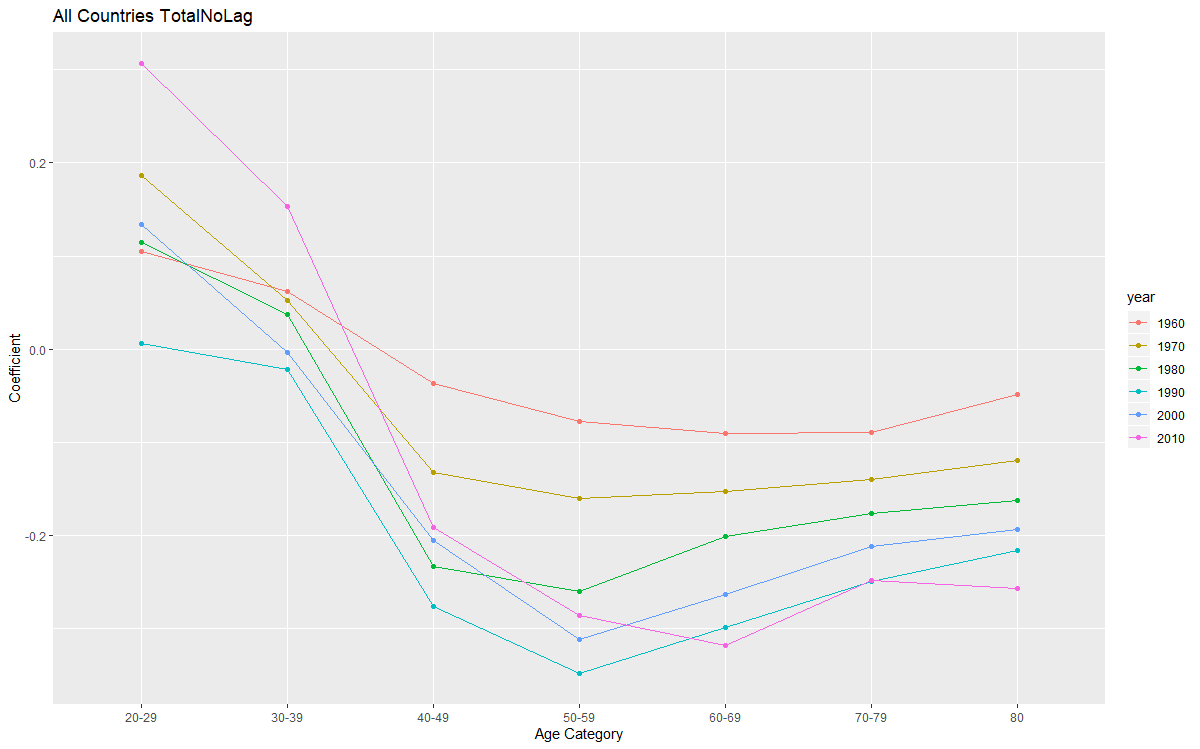 All Countries TotalNoLag
Coefficient
0.2
0.0
-0.2
20-29 30-39 40-49 50-59 60-69 70-79 80
Age Category
year
1960
1970
1980
1990
2000
2010